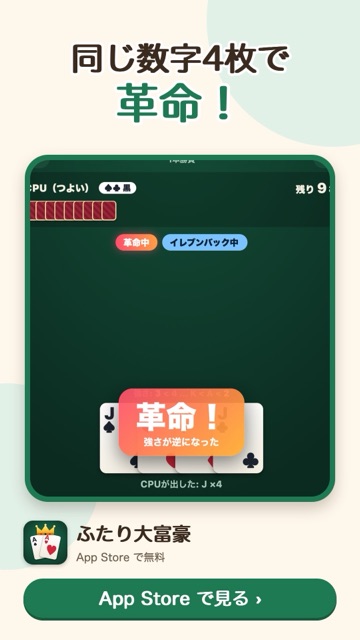 同じ数字4枚で
革命！
CPU（つよい）
♠♣ 黒
残り 9
革命中
イレブンバック中
J
革命！
強さが逆になった
CPUが出した: J ×4
ふたり大富豪
App Store で無料
App Store で見る ›